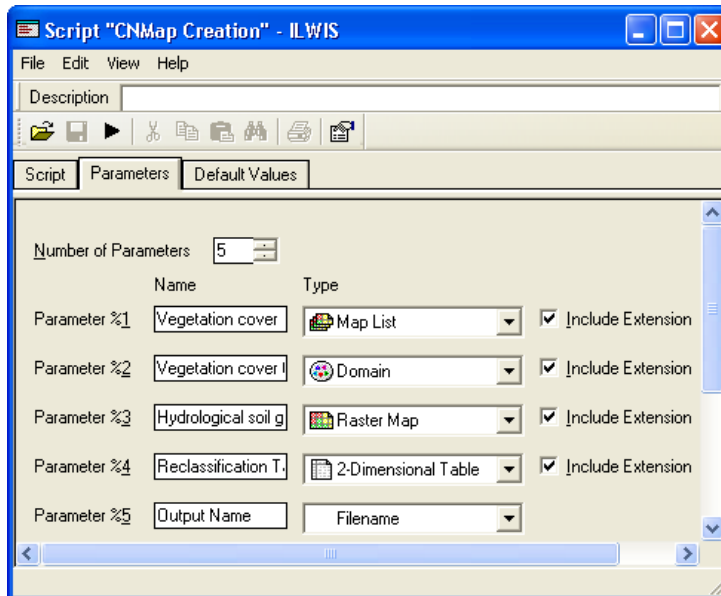 Script "CNMap Creation" - ILWIS
File Edit View Help
Description
Script Parameters Default Values
Number of Parameters 5
Name Type
Parameter %1 Vegetation cover Map List Include Extension
Parameter %2 Vegetation cover Domain Include Extension
Parameter %3 Hydrological soil g Raster Map Include Extension
Parameter %4 Reclassification T 2-Dimensional Table Include Extension
Parameter %5 Output Name Filename